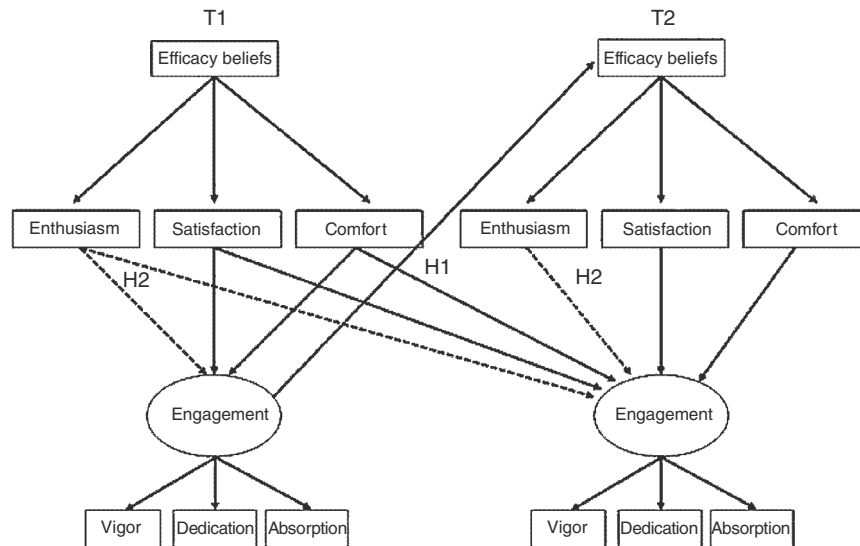 T1
T2
Efficacy beliefs
Efficacy beliefs
Enthusiasm
Satisfaction
Comfort
Enthusiasm
Satisfaction
Comfort
H2
H1
H2
Engagement
Engagement
Vigor
Dedication
Absorption
Vigor
Dedication
Absorption